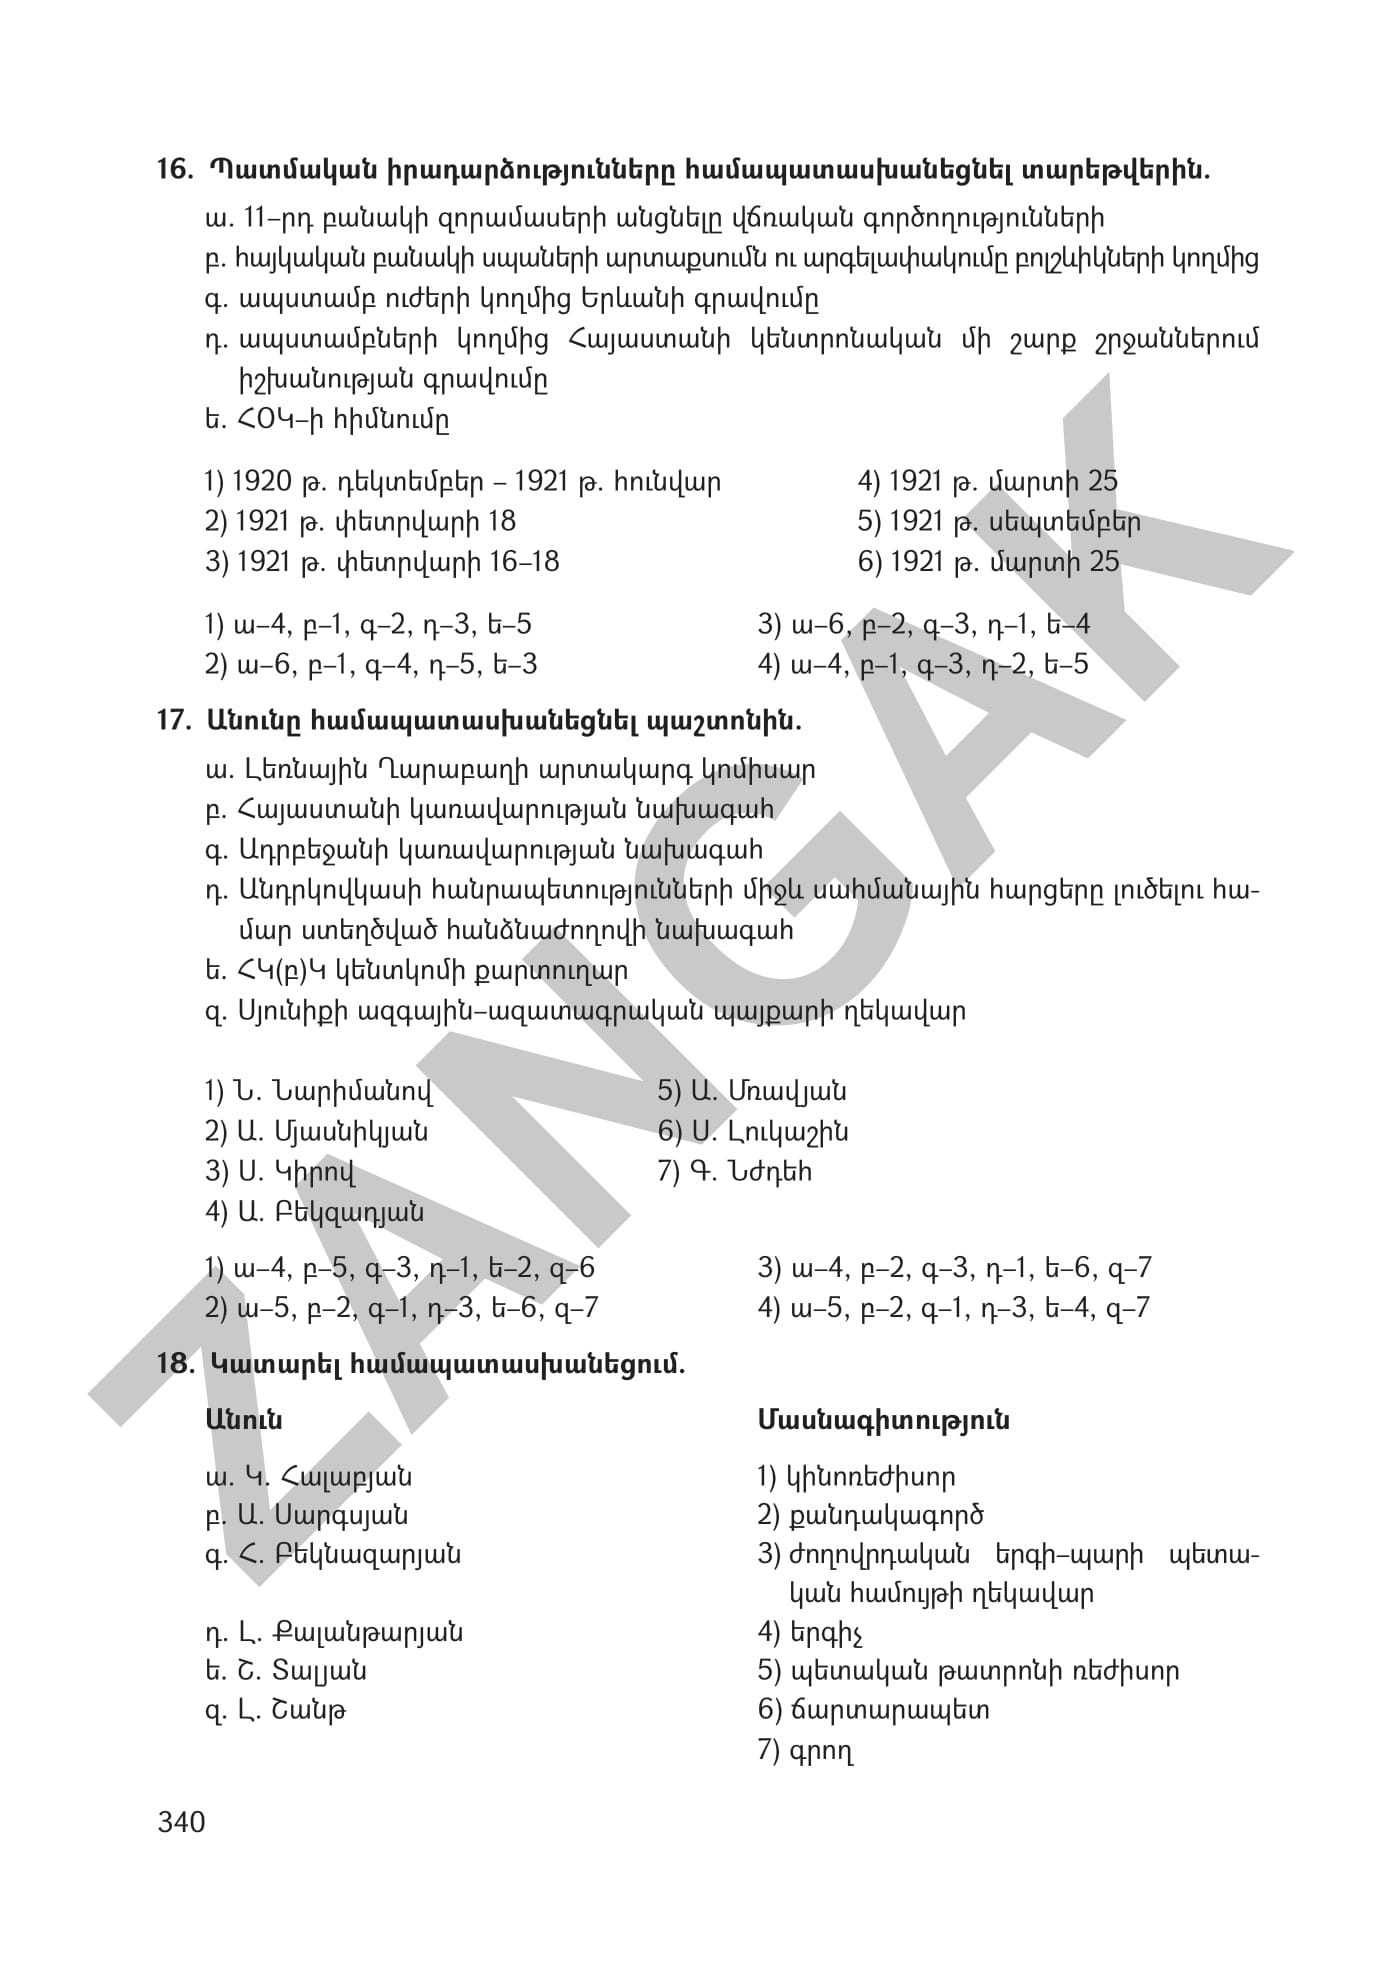 16. Պատմական իրադարձությունները համապատասխանեցնել տարեթվերին.
ա. 11–րդ բանակի զորամասերի անցնելը վճռական գործողությունների
բ. հայկական բանակի սպաների արտաքսումն ու արգելափակումը բոլշևիկների կողմից
գ. ապստամբ ուժերի կողմից Երևանի գրավումը
դ. ապստամբների կողմից Հայաստանի կենտրոնական մի շարք շրջաններում
իշխանության գրավումը
ե. ՀՕԿ–ի հիմնումը
1) 1920 թ. դեկտեմբեր – 1921 թ. հունվար 4) 1921 թ. մարտի 25
2) 1921 թ. փետրվարի 18 5) 1921 թ. սեպտեմբեր
3) 1921 թ. փետրվարի 16–18 6) 1921 թ. մարտի 25
1) ա–4, բ–1, գ–2, դ–3, ե–5 3) ա–6, բ–2, գ–3, դ–1, ե–4
2) ա–6, բ–1, գ–4, դ–5, ե–3 4) ա–4, բ–1, գ–3, դ–2, ե–5
17. Անունը համապատասխանեցնել պաշտոնին.
ա. Լեռնային Ղարաբաղի արտակարգ կոմիսար
բ. Հայաստանի կառավարության նախագահ
գ. Ադրբեջանի կառավարության նախագահ
դ. Անդրկովկասի հանրապետությունների միջև սահմանային հարցերը լուծելու հա-
մար ստեղծված հանձնաժողովի նախագահ
ե. ՀԿ(բ)Կ կենտկոմի քարտուղար
զ. Սյունիքի ազգային–ազատագրական պայքարի ղեկավար
1) Ն. Նարիմանով 5) Ա. Մռավյան
2) Ա. Մյասնիկյան 6) Ս. Լուկաշին
3) Ս. Կիրով 7) Գ. Նժդեհ
4) Ա. Բեկզադյան
1) ա–4, բ–5, գ–3, դ–1, ե–2, զ–6 3) ա–4, բ–2, գ–3, դ–1, ե–6, զ–7
2) ա–5, բ–2, գ–1, դ–3, ե–6, զ–7 4) ա–5, բ–2, գ–1, դ–3, ե–4, զ–7
18. Կատարել համապատասխանեցում.
Անուն Մասնագիտություն
ա. Կ. Հալաբյան 1) կինոռեժիսոր
բ. Ա. Սարգսյան 2) քանդակագործ
գ. Հ. Բեկնազարյան 3) ժողովրդական երգի–պարի պետա-
կան համույթի ղեկավար
դ. Լ. Քալանթարյան 4) երգիչ
ե. Շ. Տալյան 5) պետական թատրոնի ռեժիսոր
զ. Լ. Շանթ 6) ճարտարապետ
7) գրող
340
ZANGAK